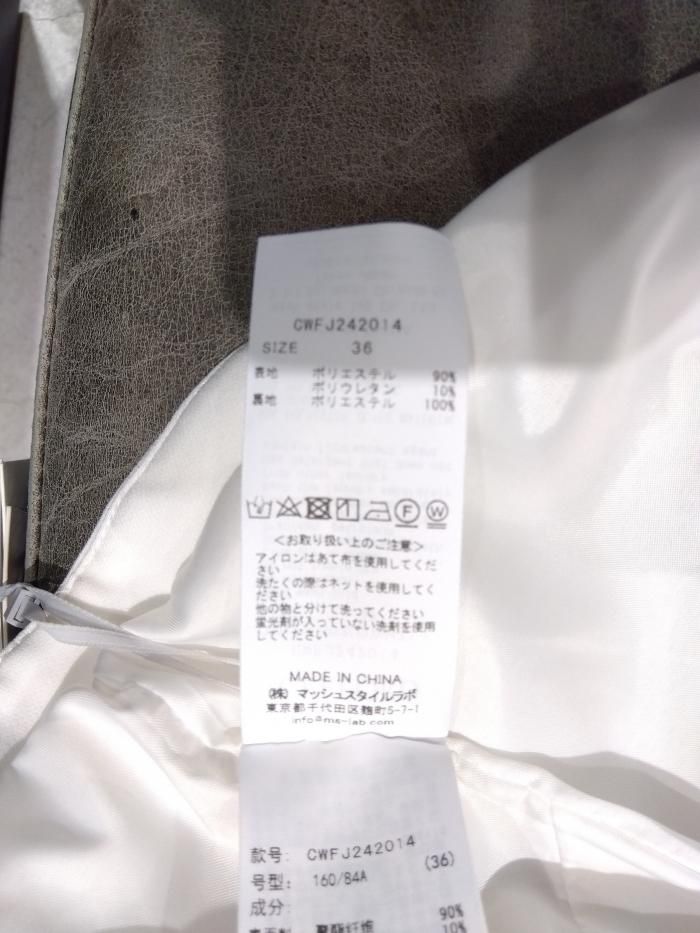 CWFJ242014
SIZE 36
表地 ポリエステル 90%
ポリウレタン 10%
裏地 ポリエステル 100%
F W
<お取り扱い上のご注意>
アイロンはあて布を使用してくだ
さい
洗たくの際はネットを使用してく
ださい
他の物と分けて洗ってください
蛍光剤が入っていない洗剤を使用
してください
MADE IN CHINA
(株) マッシュスタイルラボ
東京都千代田区麹町5-7-1
info@ms-lab.com
款号: CWFJ242014
号型: 160/84A (36)
成分: 90%
聚酯纤维 10%